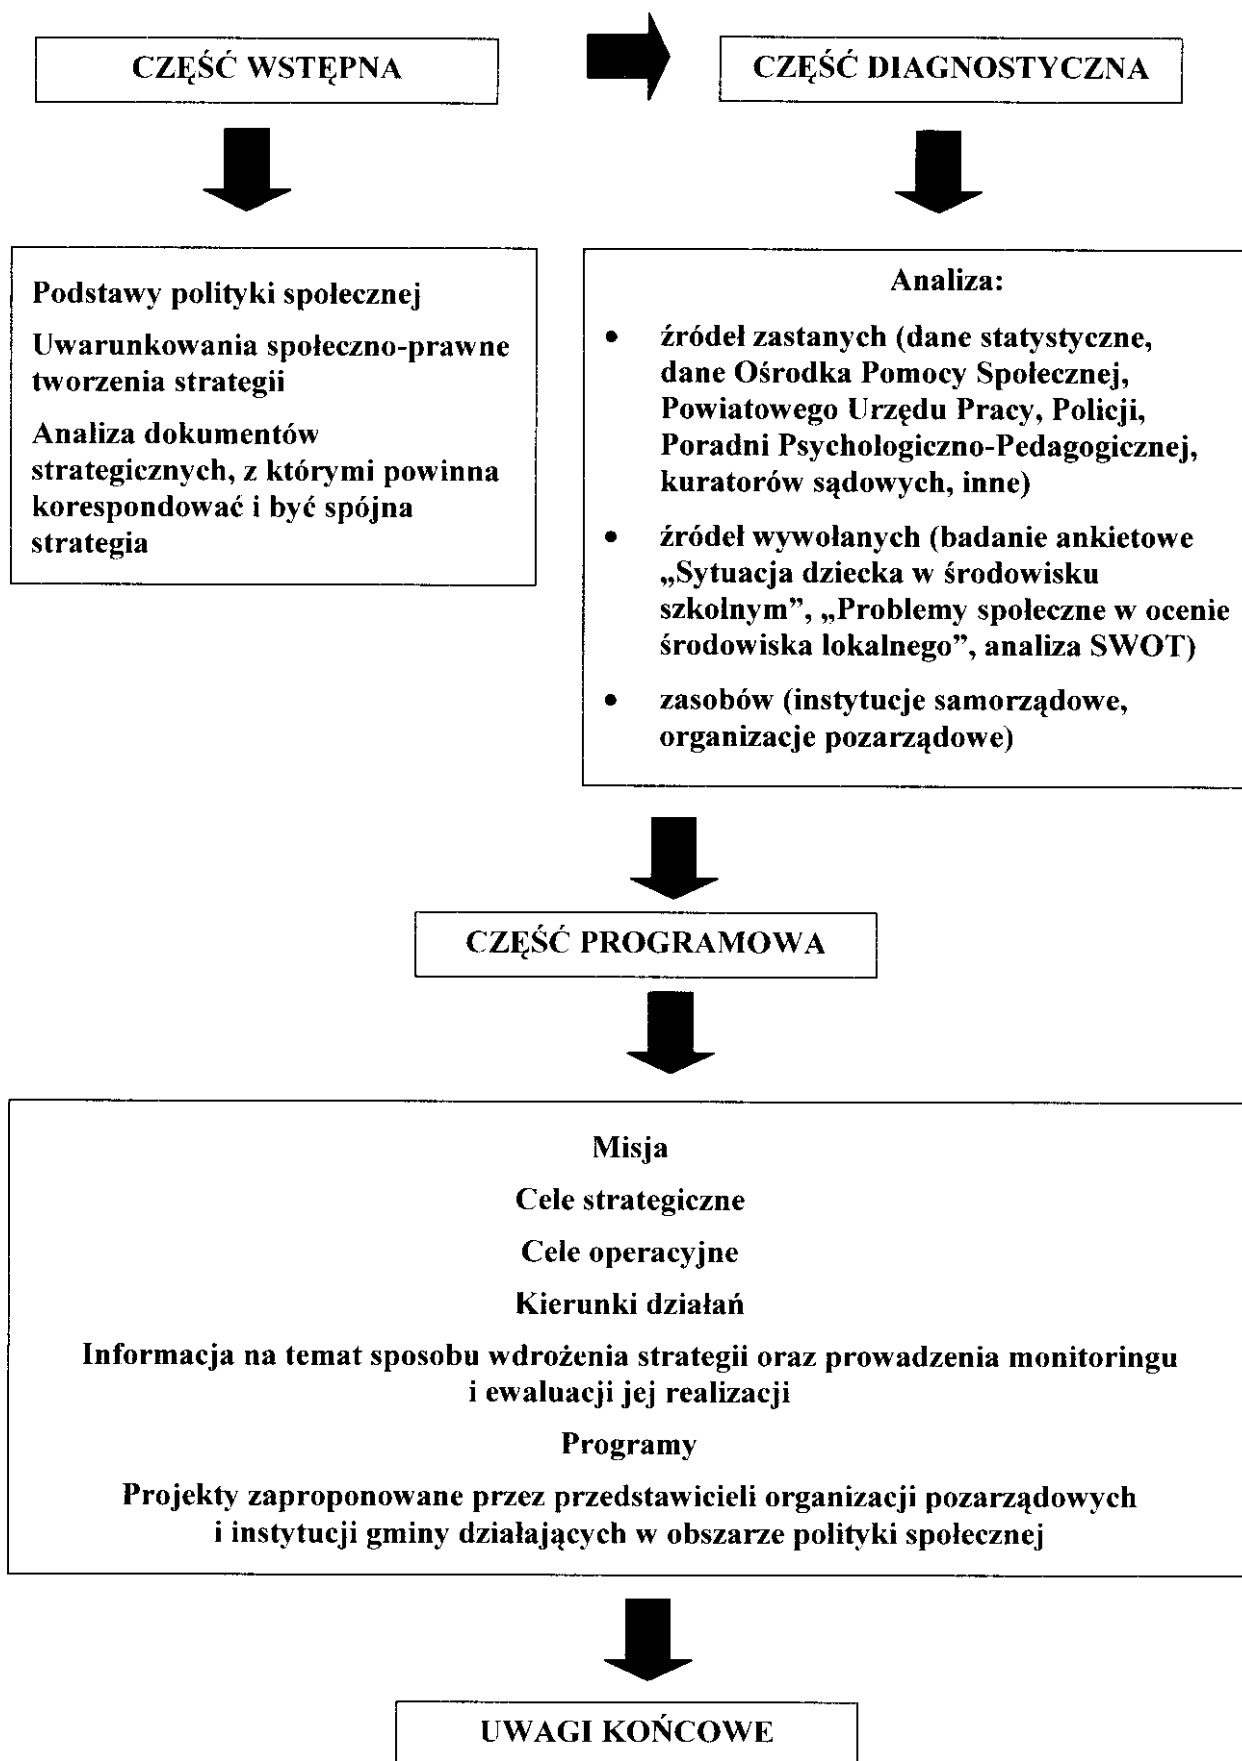 CZĘŚĆ WSTĘPNA
CZĘŚĆ DIAGNOSTYCZNA
Podstawy polityki społecznej
Uwarunkowania społeczno-prawne
tworzenia strategii
Analiza dokumentów
strategicznych, z którymi powinna
korespondować i być spójna
strategia
Analiza:
• źródeł zastanych (dane statystyczne,
dane Ośrodka Pomocy Społecznej,
Powiatowego Urzędu Pracy, Policji,
Poradni Psychologiczno-Pedagogicznej,
kuratorów sądowych, inne)
• źródeł wywołanych (badanie ankietowe
„Sytuacja dziecka w środowisku
szkolnym”, „Problemy społeczne w ocenie
środowiska lokalnego”, analiza SWOT)
• zasobów (instytucje samorządowe,
organizacje pozarządowe)
CZĘŚĆ PROGRAMOWA
Misja
Cele strategiczne
Cele operacyjne
Kierunki działań
Informacja na temat sposobu wdrożenia strategii oraz prowadzenia monitoringu
i ewaluacji jej realizacji
Programy
Projekty zaproponowane przez przedstawicieli organizacji pozarządowych
i instytucji gminy działających w obszarze polityki społecznej
UWAGI KOŃCOWE